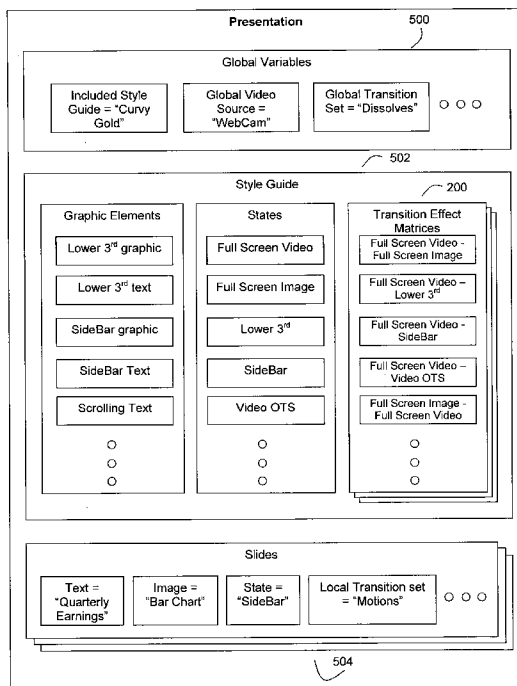 Presentation
500
Global Variables
Included Style
Guide = "Curvy
Gold"
Global Video
Source =
"WebCam"
Global Transition
Set = "Dissolves"
502
Style Guide
200
Graphic Elements
Lower 3rd graphic
Lower 3rd text
SideBar graphic
SideBar Text
Scrolling Text
States
Full Screen Video
Full Screen Image
Lower 3rd
SideBar
Video OTS
Transition Effect
Matrices
Full Screen Video -
Full Screen Image
Full Screen Video –
Lower 3rd
Full Screen Video -
SideBar
Full Screen Video –
Video OTS
Full Screen Image -
Full Screen Video
Slides
Text =
"Quarterly
Earnings"
Image =
"Bar Chart"
State =
"SideBar"
Local Transition set
= "Motions"
504